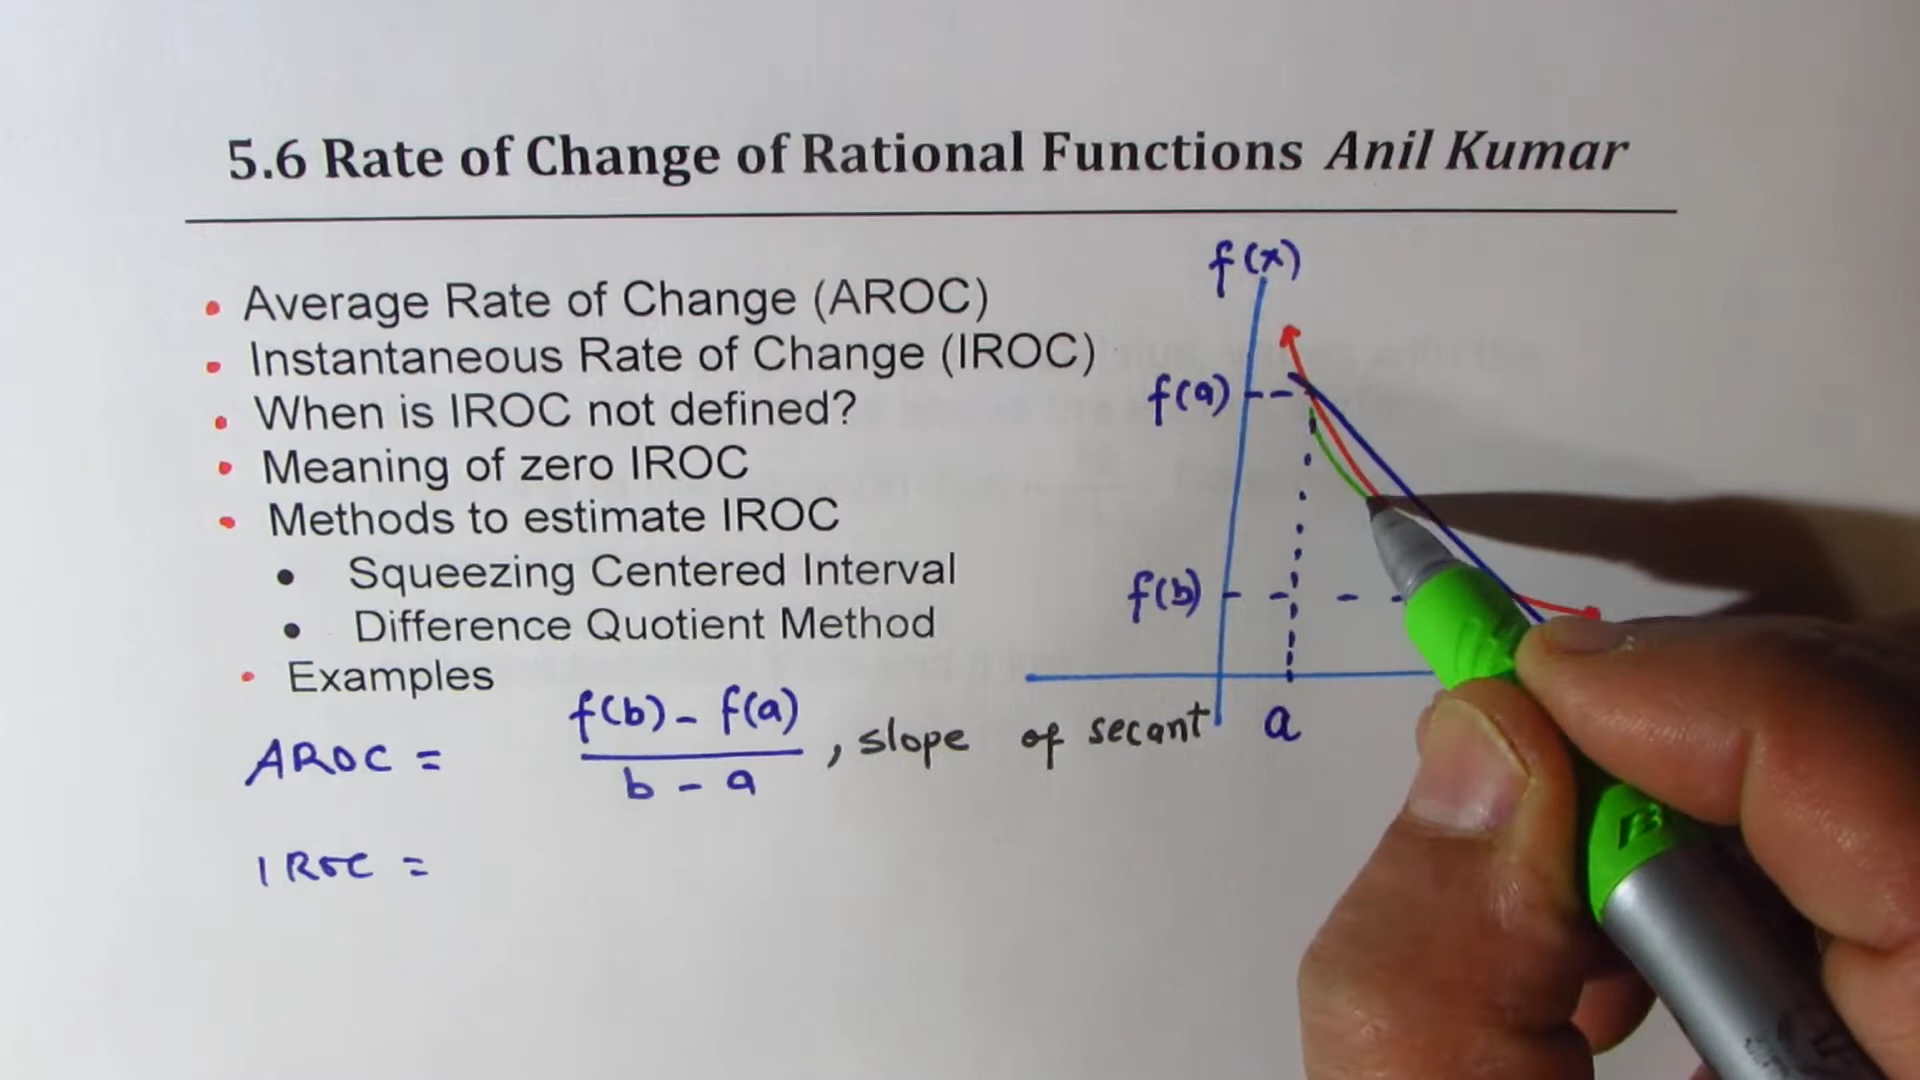 5.6 Rate of Change of Rational Functions Anil Kumar
f(x)
• Average Rate of Change (AROC)
• Instantaneous Rate of Change (IROC)
• When is IROC not defined?
f(a)
• Meaning of zero IROC
• Methods to estimate IROC
• Squeezing Centered Interval
f(b)
• Difference Quotient Method
• Examples
AROC = f(b) - f(a) / b - a , slope of secant
a
IROC =